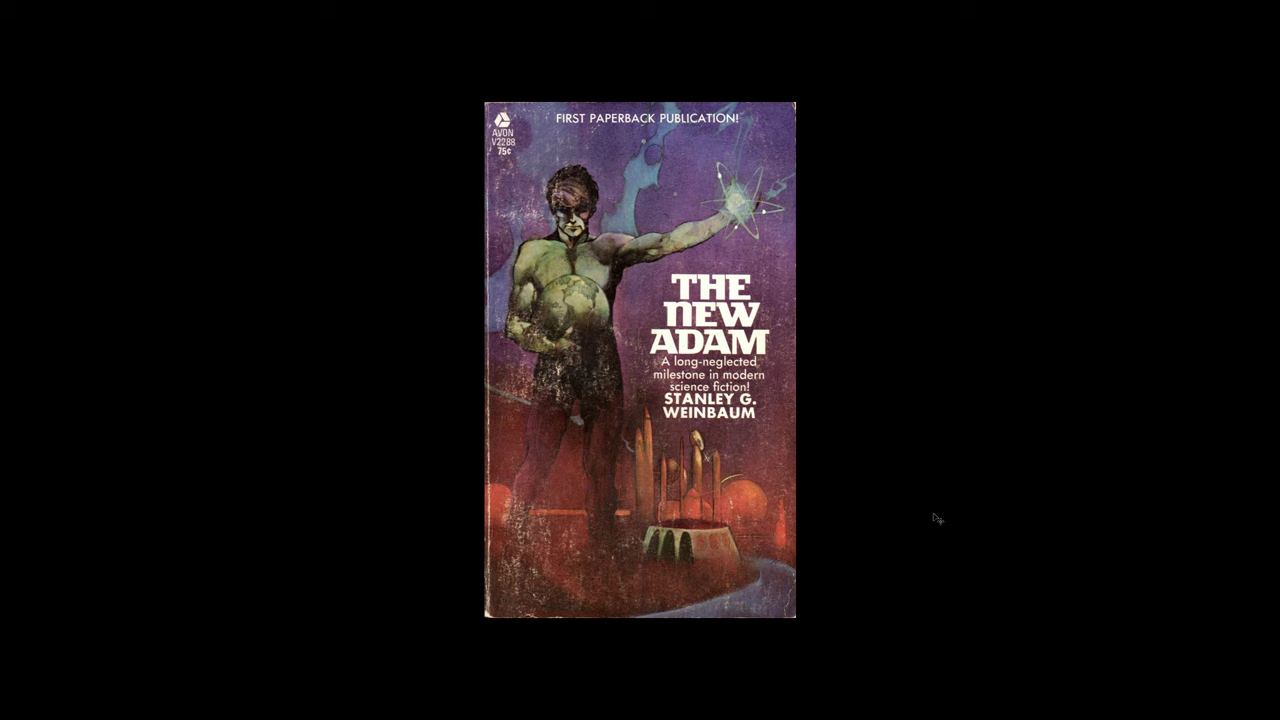 FIRST PAPERBACK PUBLICATION!
AVON
V2288
75¢
THE
NEW
ADAM
A long-neglected
milestone in modern
science fiction!
STANLEY G.
WEINBAUM